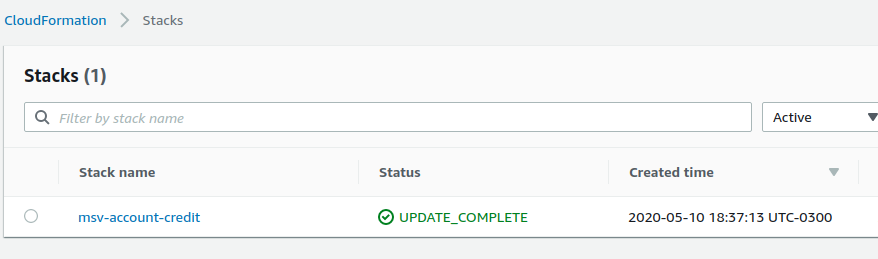 CloudFormation > Stacks
Stacks (1)
Filter by stack name
Active
Stack name Status Created time
msv-account-credit UPDATE_COMPLETE 2020-05-10 18:37:13 UTC-0300